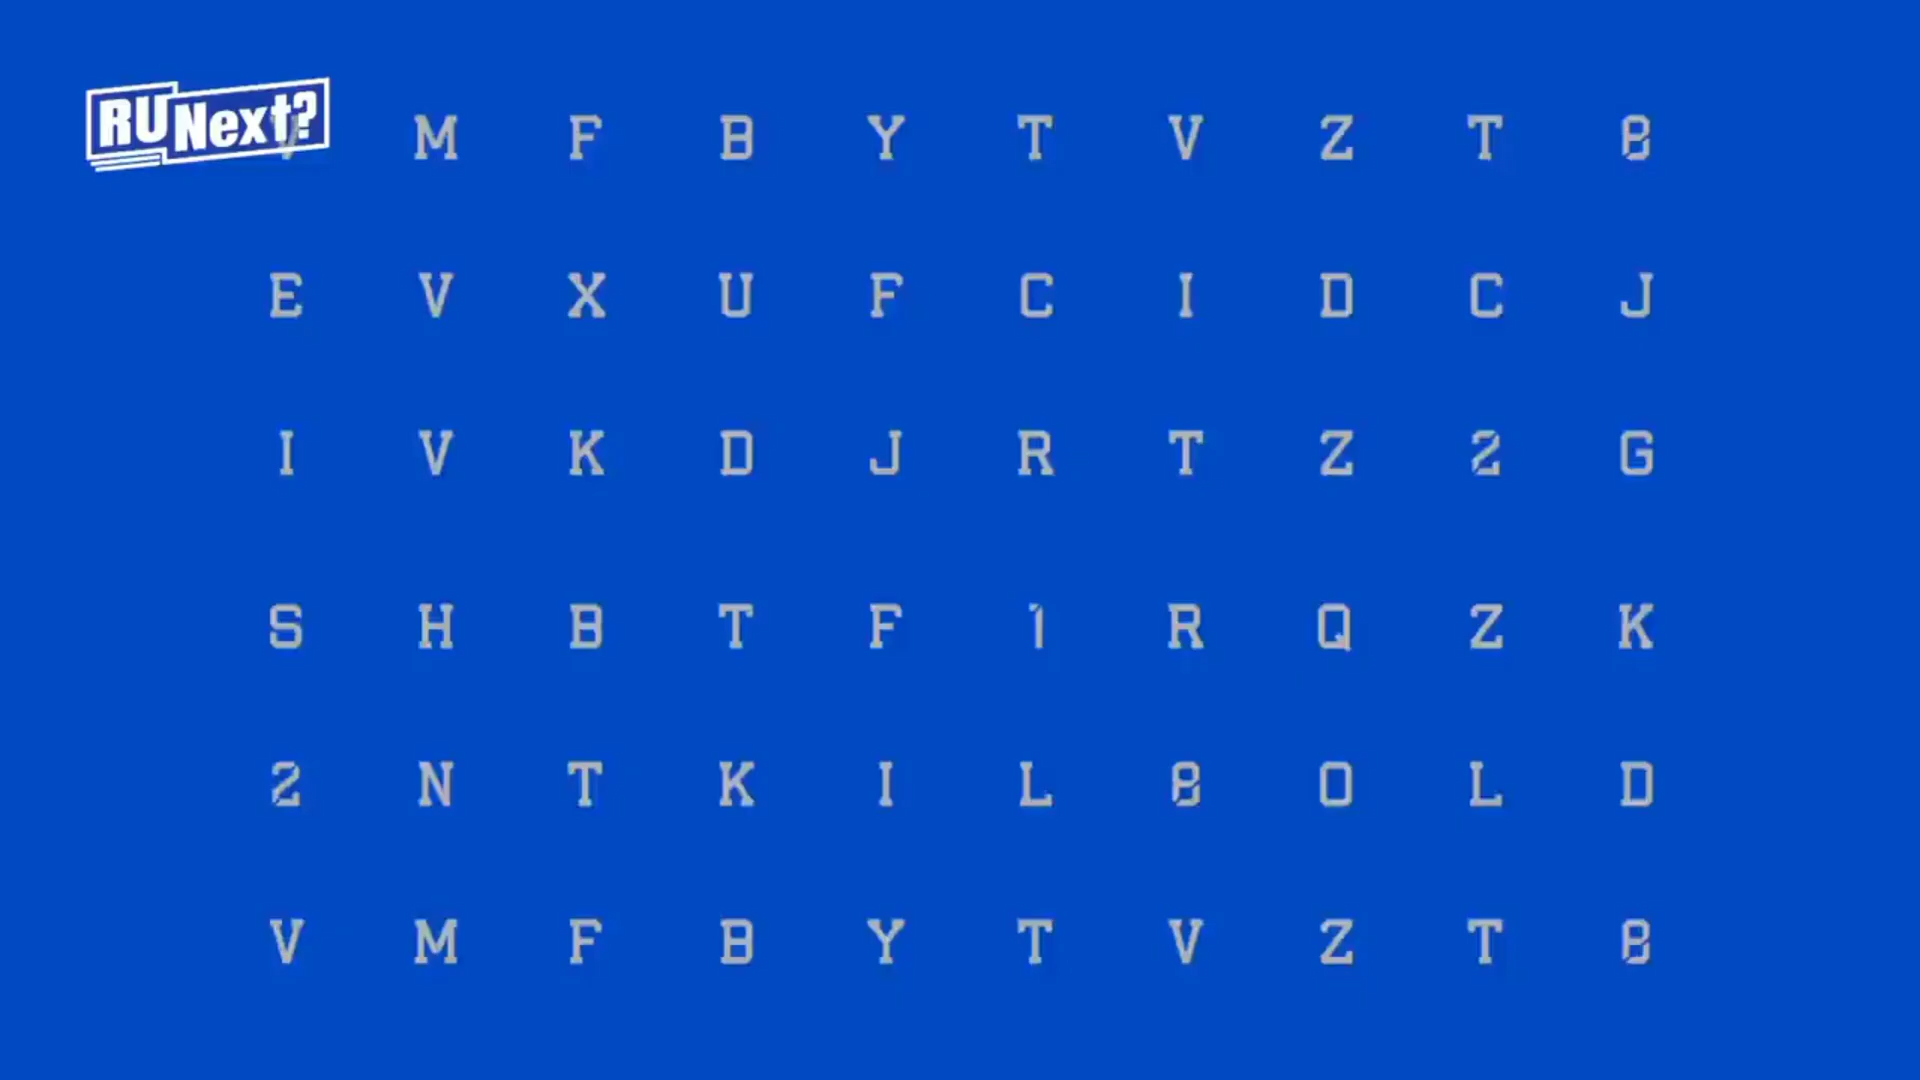 RUNext?
V M F B Y T V Z T 8
E V X U F C I D C J
I V K D J R T Z 2 G
S H B T F 1 R Q Z K
2 N T K I L 8 O L D
V M F B Y T V Z T 8